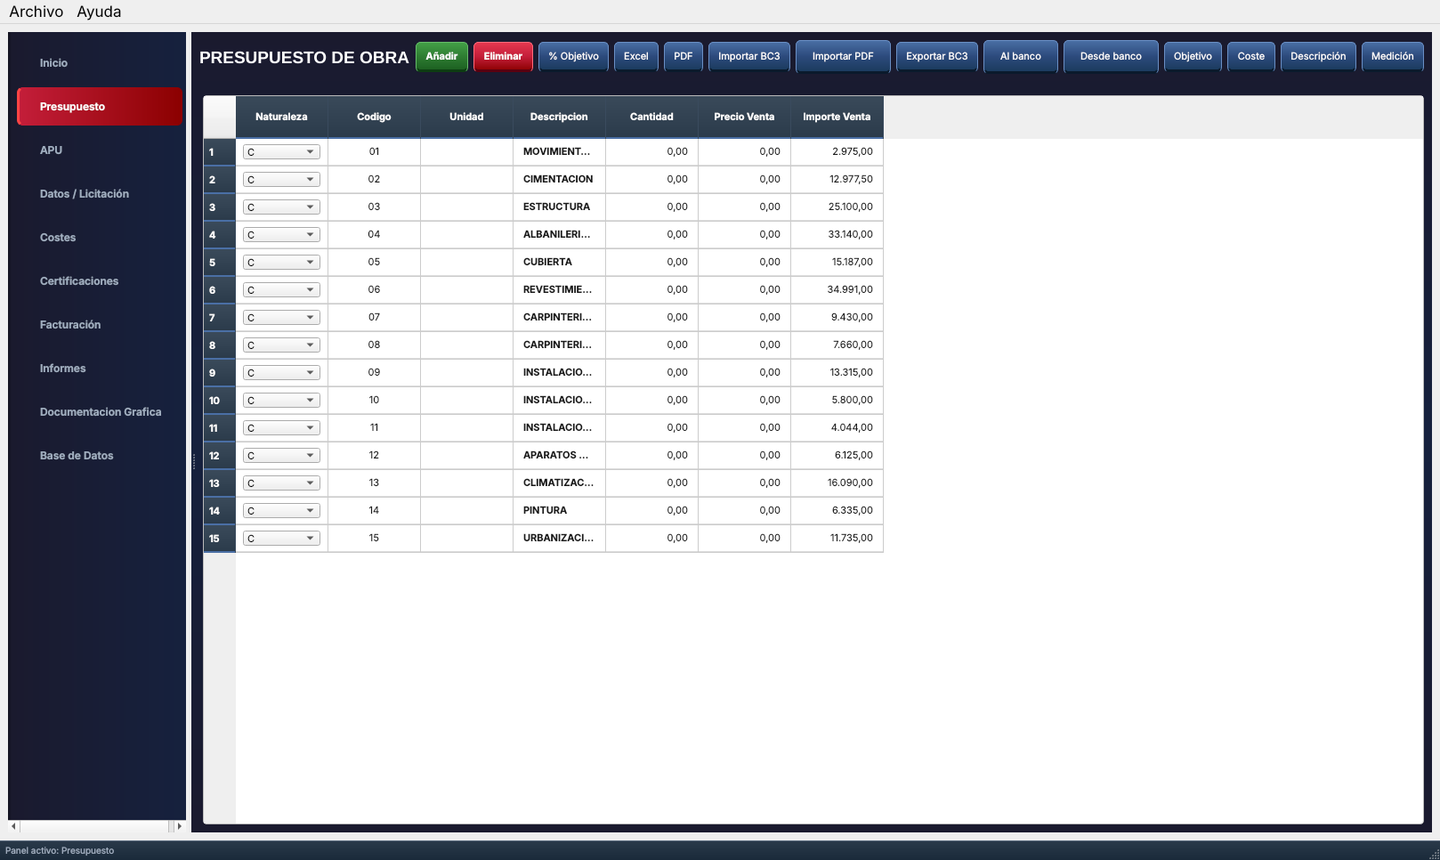 Archivo Ayuda
Inicio
Presupuesto
APU
Datos / Licitación
Costes
Certificaciones
Facturación
Informes
Documentacion Grafica
Base de Datos
PRESUPUESTO DE OBRA Añadir Eliminar % Objetivo Excel PDF Importar BC3 Importar PDF Exportar BC3 Al banco Desde banco Objetivo Coste Descripción Medición
Naturaleza Codigo Unidad Descripcion Cantidad Precio Venta Importe Venta
1 C 01 MOVIMIENT... 0,00 0,00 2.975,00
2 C 02 CIMENTACION 0,00 0,00 12.977,50
3 C 03 ESTRUCTURA 0,00 0,00 25.100,00
4 C 04 ALBANILERI... 0,00 0,00 33.140,00
5 C 05 CUBIERTA 0,00 0,00 15.187,00
6 C 06 REVESTIMIE... 0,00 0,00 34.991,00
7 C 07 CARPINTERI... 0,00 0,00 9.430,00
8 C 08 CARPINTERI... 0,00 0,00 7.660,00
9 C 09 INSTALACIO... 0,00 0,00 13.315,00
10 C 10 INSTALACIO... 0,00 0,00 5.800,00
11 C 11 INSTALACIO... 0,00 0,00 4.044,00
12 C 12 APARATOS ... 0,00 0,00 6.125,00
13 C 13 CLIMATIZAC... 0,00 0,00 16.090,00
14 C 14 PINTURA 0,00 0,00 6.335,00
15 C 15 URBANIZACI... 0,00 0,00 11.735,00
Panel activo: Presupuesto